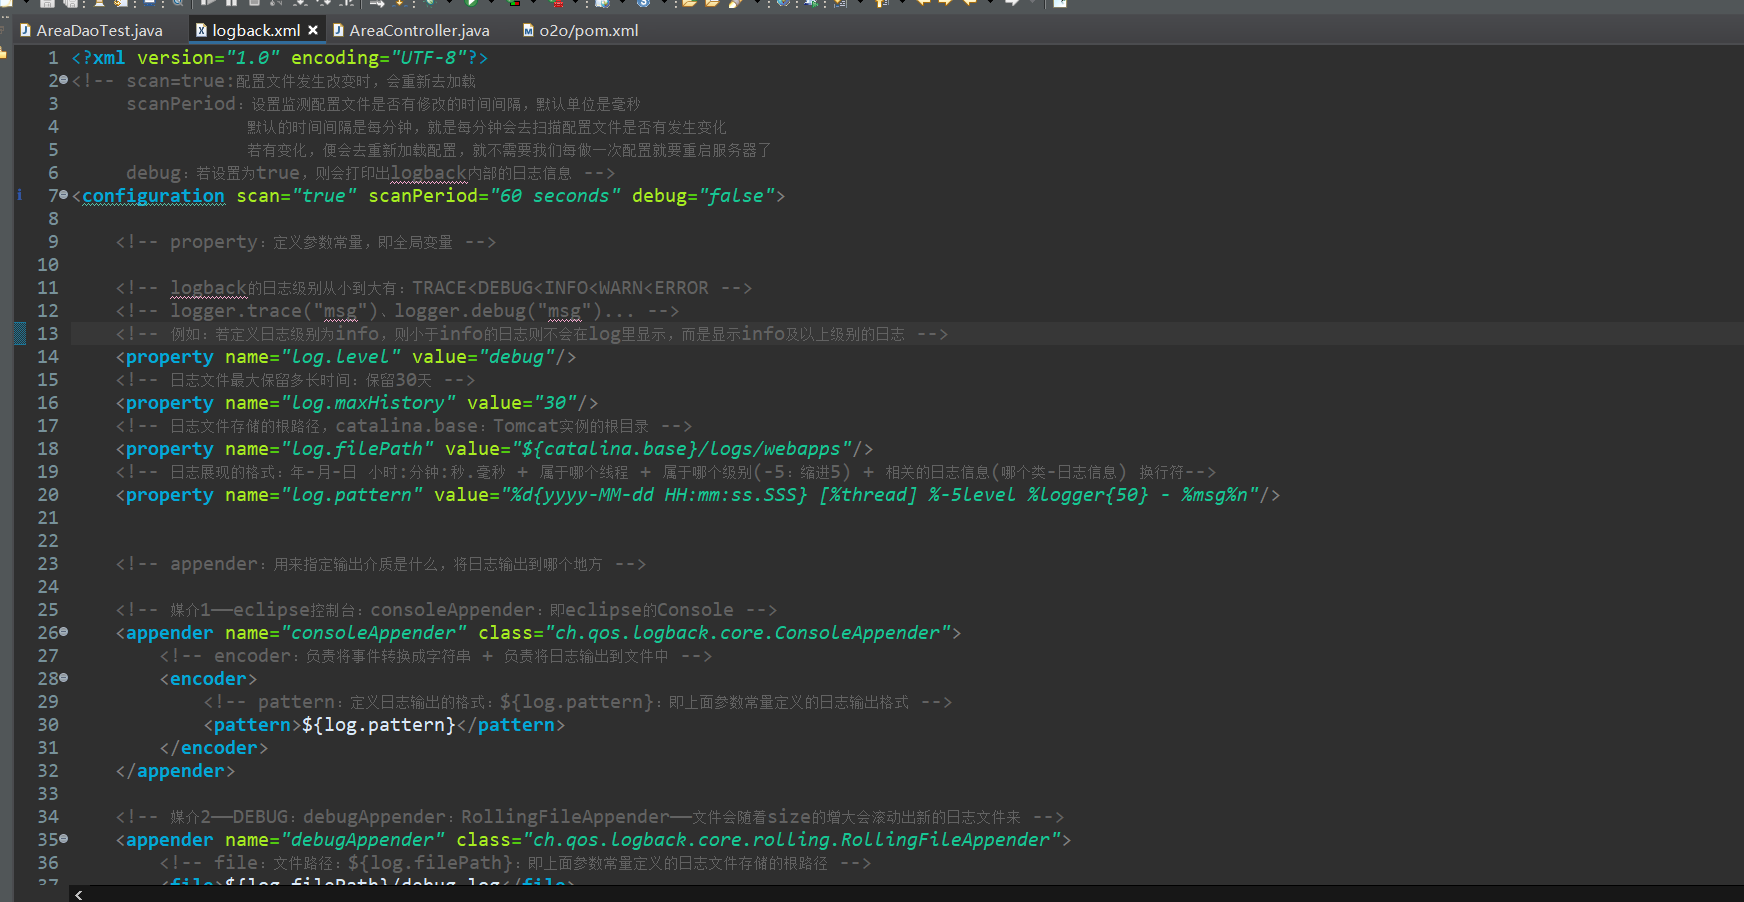 AreaDaoTest.java logback.xml AreaController.java o2o/pom.xml
1 <?xml version="1.0" encoding="UTF-8"?>
2 <!-- scan=true:配置文件发生改变时，会重新去加载
3 scanPeriod：设置监测配置文件是否有修改的时间间隔，默认单位是毫秒
4 默认的时间间隔是每分钟，就是每分钟会去扫描配置文件是否有发生变化
5 若有变化，便会去重新加载配置，就不需要我们每做一次配置就要重启服务器了
6 debug：若设置为true，则会打印出logback内部的日志信息 -->
7 <configuration scan="true" scanPeriod="60 seconds" debug="false">
8
9 <!-- property：定义参数常量，即全局变量 -->
10
11 <!-- logback的日志级别从小到大有：TRACE<DEBUG<INFO<WARN<ERROR -->
12 <!-- logger.trace("msg")、logger.debug("msg")... -->
13 <!-- 例如：若定义日志级别为info，则小于info的日志则不会在log里显示，而是显示info及以上级别的日志 -->
14 <property name="log.level" value="debug"/>
15 <!-- 日志文件最大保留多长时间：保留30天 -->
16 <property name="log.maxHistory" value="30"/>
17 <!-- 日志文件存储的根路径，catalina.base：Tomcat实例的根目录 -->
18 <property name="log.filePath" value="${catalina.base}/logs/webapps"/>
19 <!-- 日志展现的格式：年-月-日 小时:分钟:秒.毫秒 + 属于哪个线程 + 属于哪个级别(-5：缩进5) + 相关的日志信息(哪个类-日志信息) 换行符-->
20 <property name="log.pattern" value="%d{yyyy-MM-dd HH:mm:ss.SSS} [%thread] %-5level %logger{50} - %msg%n"/>
21
22
23 <!-- appender：用来指定输出介质是什么，将日志输出到哪个地方 -->
24
25 <!-- 媒介1——eclipse控制台：consoleAppender：即eclipse的Console -->
26 <appender name="consoleAppender" class="ch.qos.logback.core.ConsoleAppender">
27 <!-- encoder：负责将事件转换成字符串 + 负责将日志输出到文件中 -->
28 <encoder>
29 <!-- pattern：定义日志输出的格式：${log.pattern}：即上面参数常量定义的日志输出格式 -->
30 <pattern>${log.pattern}</pattern>
31 </encoder>
32 </appender>
33
34 <!-- 媒介2——DEBUG：debugAppender：RollingFileAppender——文件会随着size的增大会滚动出新的日志文件来 -->
35 <appender name="debugAppender" class="ch.qos.logback.core.rolling.RollingFileAppender">
36 <!-- file：文件路径：${log.filePath}：即上面参数常量定义的日志文件存储的根路径 -->
37 <file>${log.filePath}/debug.log</file>